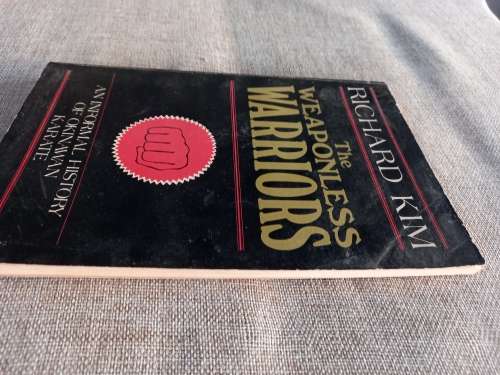 RICHARD KIM
The
WEAPONLESS
WARRIORS
AN INFORMAL HISTORY
OF OKINAWAN
KARATE